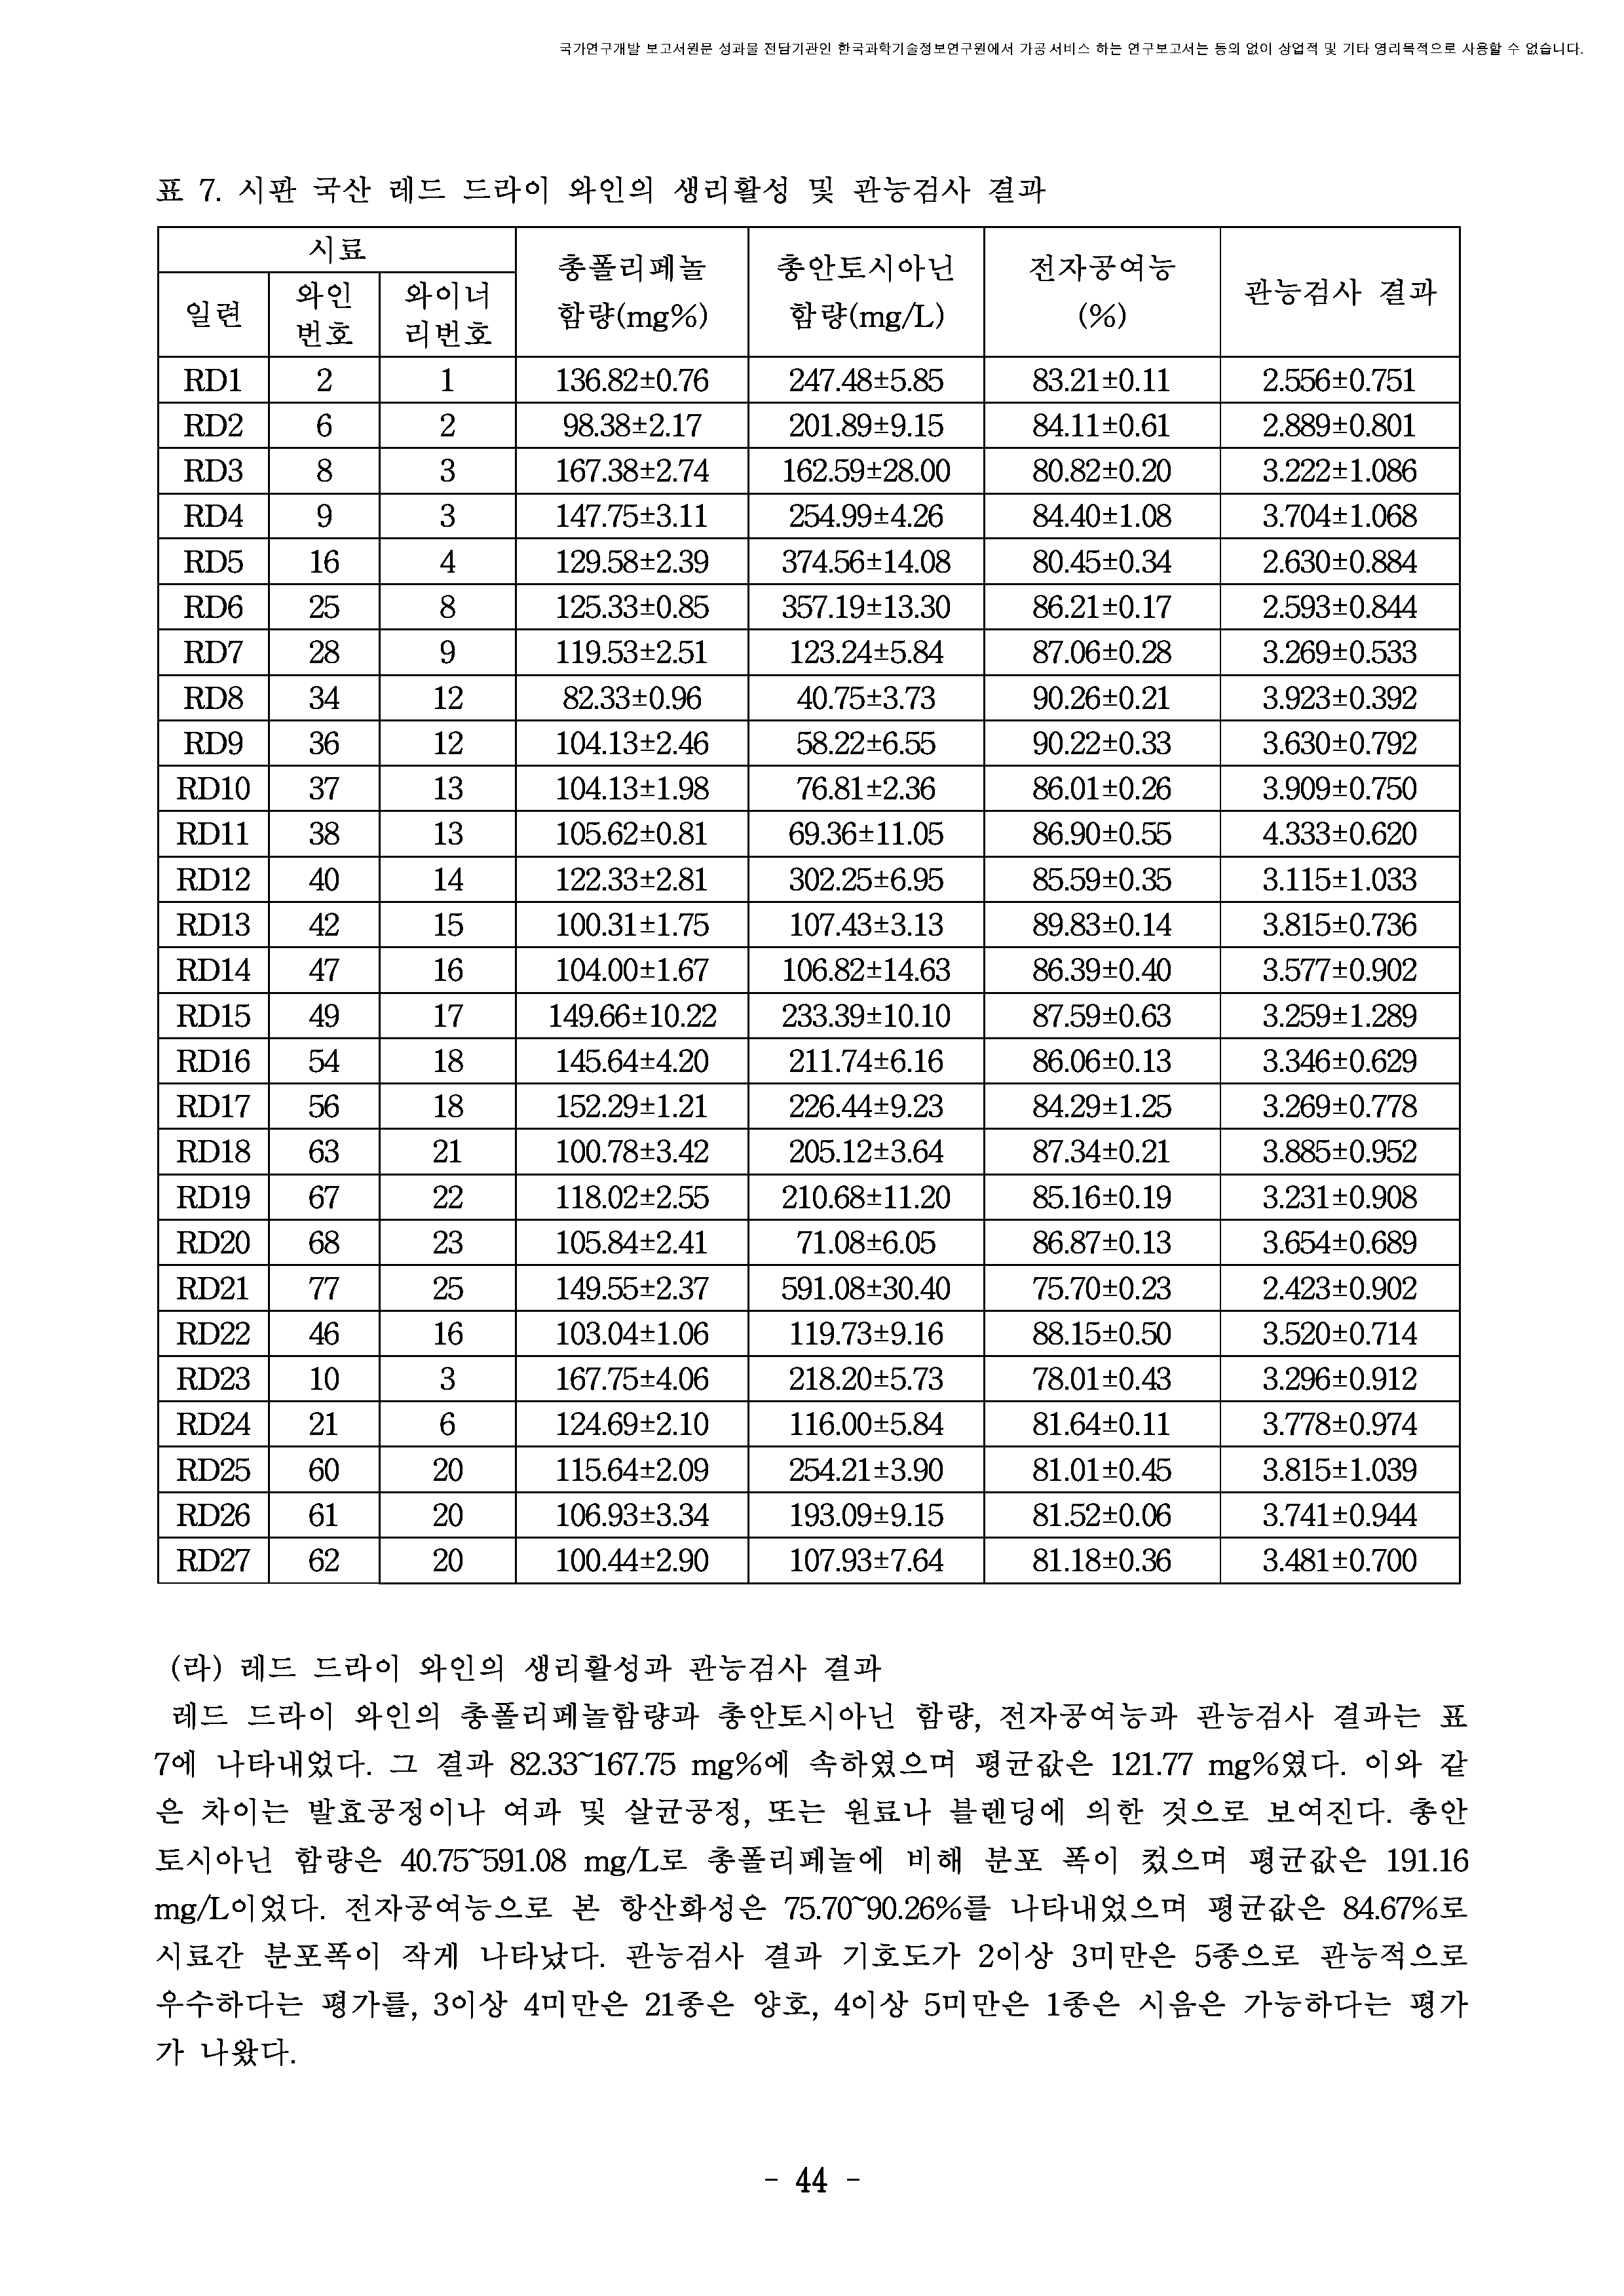 국가연구개발 보고서원문 성과물 전담기관인 한국과학기술정보연구원에서 가공·서비스 하는 연구보고서는 동의 없이 상업적 및 기타 영리목적으로 사용할 수 없습니다.
표 7. 시판 국산 레드 드라이 와인의 생리활성 및 관능검사 결과
시료 총폴리페놀 함량(mg%) 총안토시아닌 함량(mg/L) 전자공여능 (%) 관능검사 결과
일련 와인 번호 와이너 리번호
RD1 2 1 136.82±0.76 247.48±5.85 83.21±0.11 2.556±0.751
RD2 6 2 98.38±2.17 201.89±9.15 84.11±0.61 2.889±0.801
RD3 8 3 167.38±2.74 162.59±28.00 80.82±0.20 3.222±1.086
RD4 9 3 147.75±3.11 254.99±4.26 84.40±1.08 3.704±1.068
RD5 16 4 129.58±2.39 374.56±14.08 80.45±0.34 2.630±0.884
RD6 25 8 125.33±0.85 357.19±13.30 86.21±0.17 2.593±0.844
RD7 28 9 119.53±2.51 123.24±5.84 87.06±0.28 3.269±0.533
RD8 34 12 82.33±0.96 40.75±3.73 90.26±0.21 3.923±0.392
RD9 36 12 104.13±2.46 58.22±6.55 90.22±0.33 3.630±0.792
RD10 37 13 104.13±1.98 76.81±2.36 86.01±0.26 3.909±0.750
RD11 38 13 105.62±0.81 69.36±11.05 86.90±0.55 4.333±0.620
RD12 40 14 122.33±2.81 302.25±6.95 85.59±0.35 3.115±1.033
RD13 42 15 100.31±1.75 107.43±3.13 89.83±0.14 3.815±0.736
RD14 47 16 104.00±1.67 106.82±14.63 86.39±0.40 3.577±0.902
RD15 49 17 149.66±10.22 233.39±10.10 87.59±0.63 3.259±1.289
RD16 54 18 145.64±4.20 211.74±6.16 86.06±0.13 3.346±0.629
RD17 56 18 152.29±1.21 226.44±9.23 84.29±1.25 3.269±0.778
RD18 63 21 100.78±3.42 205.12±3.64 87.34±0.21 3.885±0.952
RD19 67 22 118.02±2.55 210.68±11.20 85.16±0.19 3.231±0.908
RD20 68 23 105.84±2.41 71.08±6.05 86.87±0.13 3.654±0.689
RD21 77 25 149.55±2.37 591.08±30.40 75.70±0.23 2.423±0.902
RD22 46 16 103.04±1.06 119.73±9.16 88.15±0.50 3.520±0.714
RD23 10 3 167.75±4.06 218.20±5.73 78.01±0.43 3.296±0.912
RD24 21 6 124.69±2.10 116.00±5.84 81.64±0.11 3.778±0.974
RD25 60 20 115.64±2.09 254.21±3.90 81.01±0.45 3.815±1.039
RD26 61 20 106.93±3.34 193.09±9.15 81.52±0.06 3.741±0.944
RD27 62 20 100.44±2.90 107.93±7.64 81.18±0.36 3.481±0.700
(라) 레드 드라이 와인의 생리활성과 관능검사 결과
레드 드라이 와인의 총폴리페놀함량과 총안토시아닌 함량, 전자공여능과 관능검사 결과는 표
7에 나타내었다. 그 결과 82.33~167.75 mg%에 속하였으며 평균값은 121.77 mg%였다. 이와 같
은 차이는 발효공정이나 여과 및 살균공정, 또는 원료나 블렌딩에 의한 것으로 보여진다. 총안
토시아닌 함량은 40.75~591.08 mg/L로 총폴리페놀에 비해 분포 폭이 컸으며 평균값은 191.16
mg/L이었다. 전자공여능으로 본 항산화성은 75.70~90.26%를 나타내었으며 평균값은 84.67%로
시료간 분포폭이 작게 나타났다. 관능검사 결과 기호도가 2이상 3미만은 5종으로 관능적으로
우수하다는 평가를, 3이상 4미만은 21종은 양호, 4이상 5미만은 1종은 시음은 가능하다는 평가
가 나왔다.
- 44 -